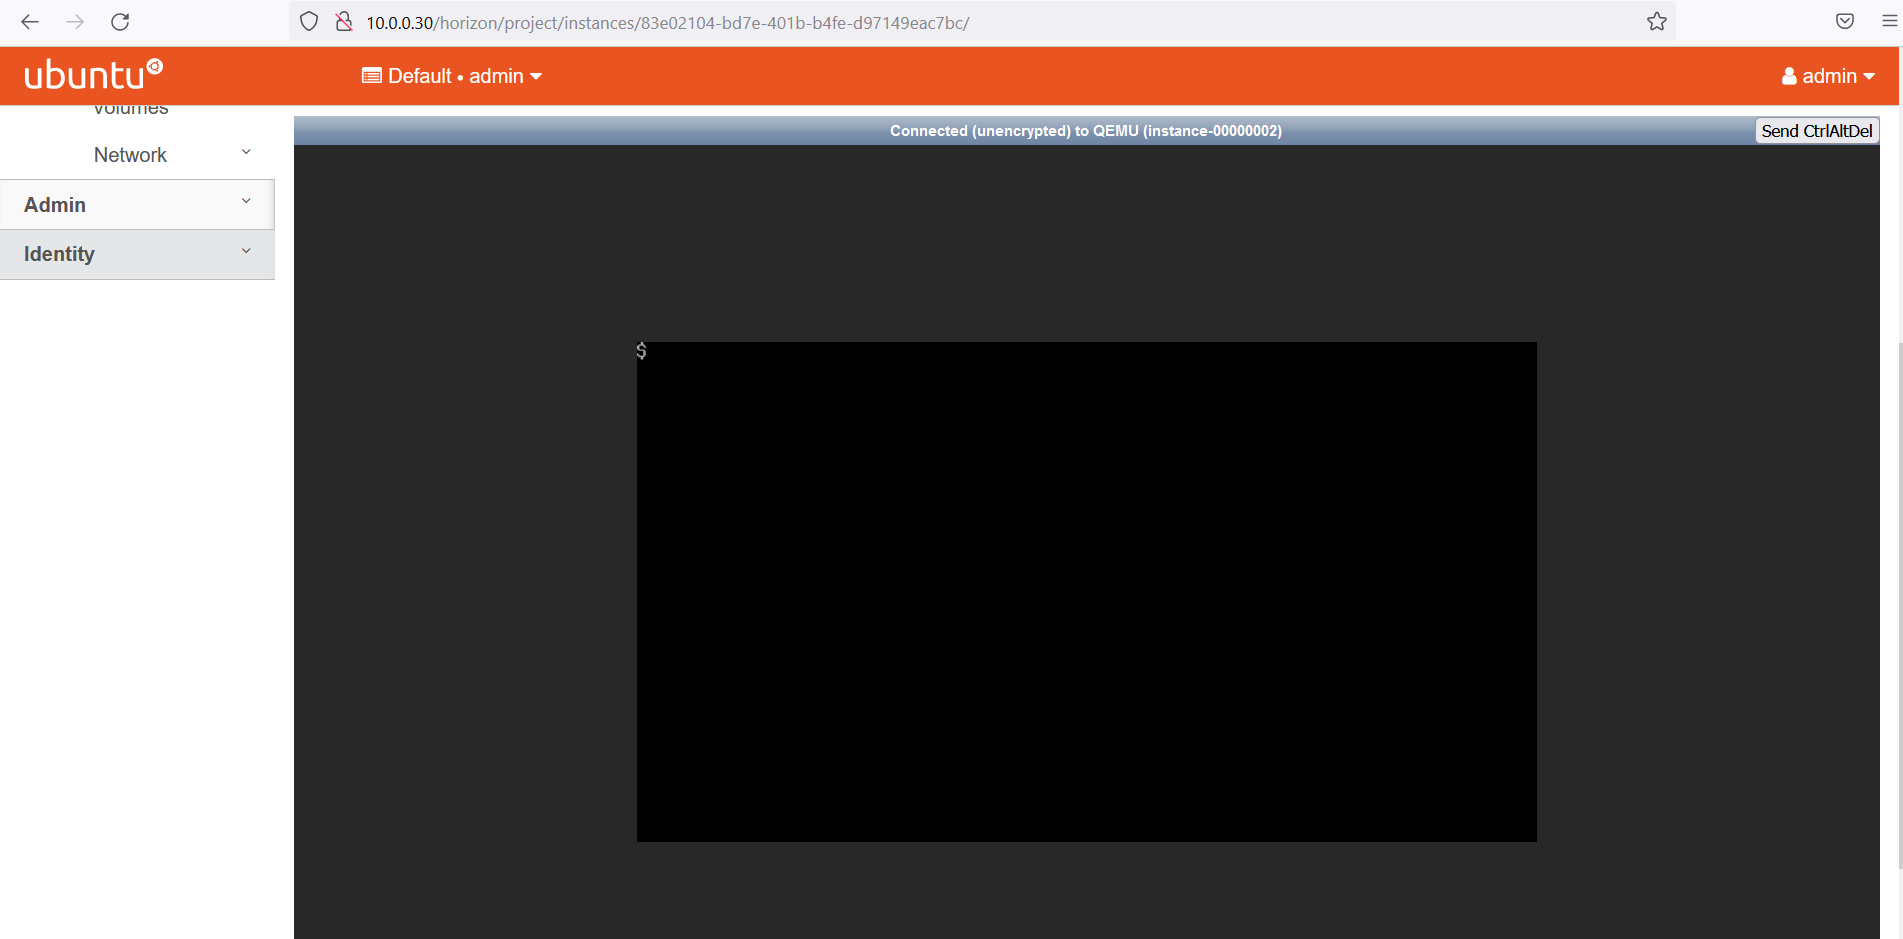 10.0.0.30/horizon/project/instances/83e02104-bd7e-401b-b4fe-d97149eac7bc/
ubuntu
Default • admin
admin
Volumes
Network
Admin
Identity
Connected (unencrypted) to QEMU (instance-00000002)
Send CtrlAltDel
$